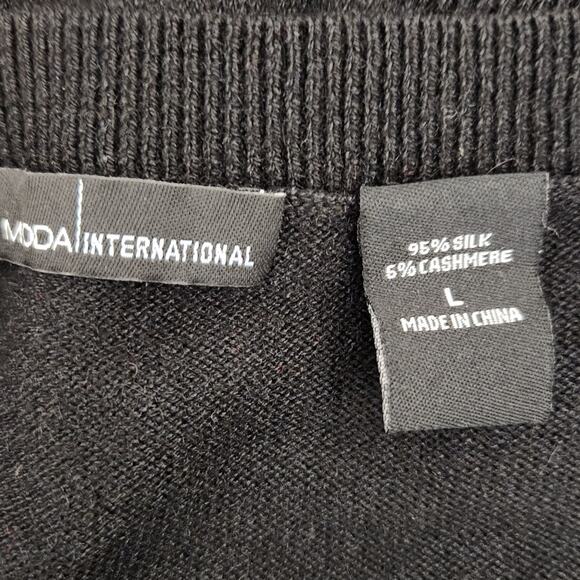 MODA INTERNATIONAL
95% SILK
5% CASHMERE
L
MADE IN CHINA